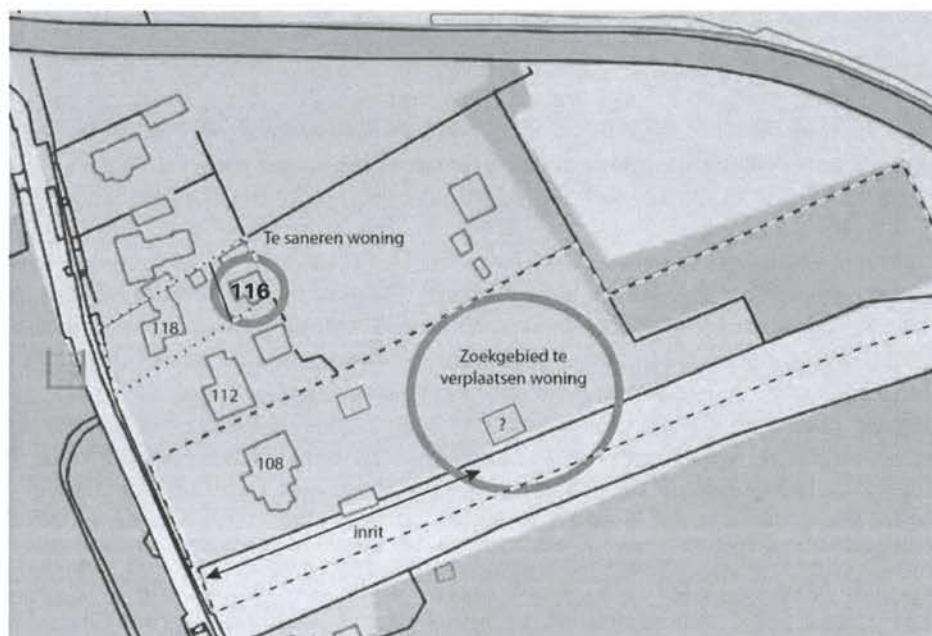 Te saneren woning
116
118
112
Zoekgebied te
verplaatsen woning
?
108
inrit